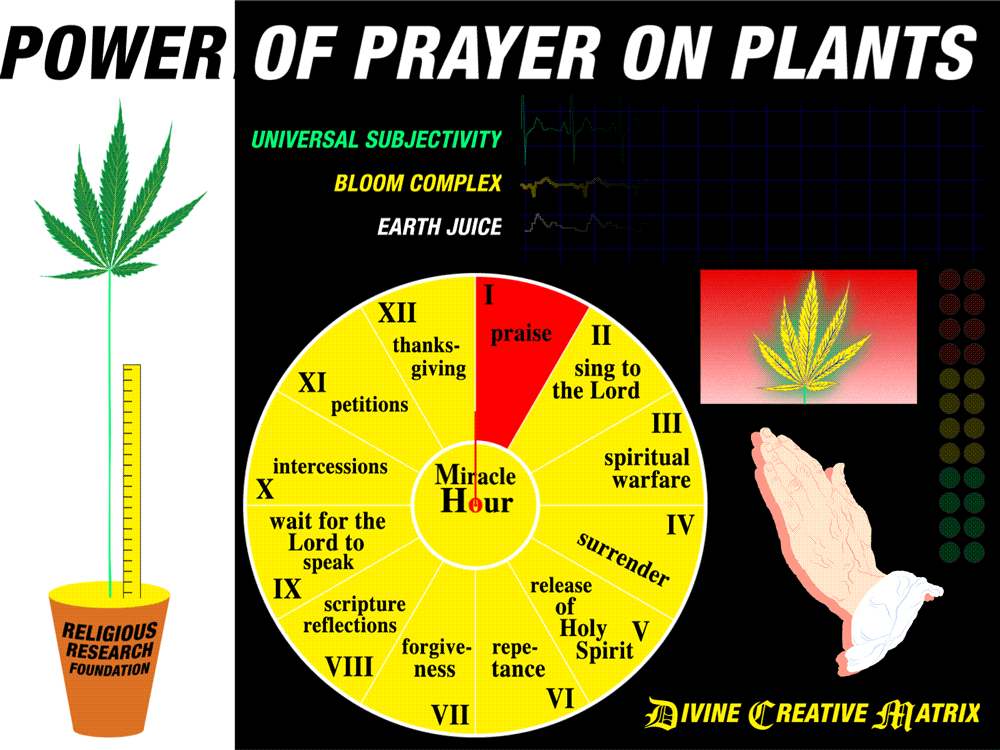 POWER OF PRAYER ON PLANTS
UNIVERSAL SUBJECTIVITY
BLOOM COMPLEX
EARTH JUICE
I
praise
II
sing to
the Lord
III
spiritual
warfare
IV
surrender
release
of
Holy
Spirit
V
repe-
tance
VI
forgive-
ness
VII
scripture
reflections
VIII
wait for the
Lord to
speak
IX
intercessions
X
XI
petitions
XII
thanks-
giving
Miracle
Hour
RELIGIOUS
RESEARCH
FOUNDATION
DIVINE CREATIVE MATRIX